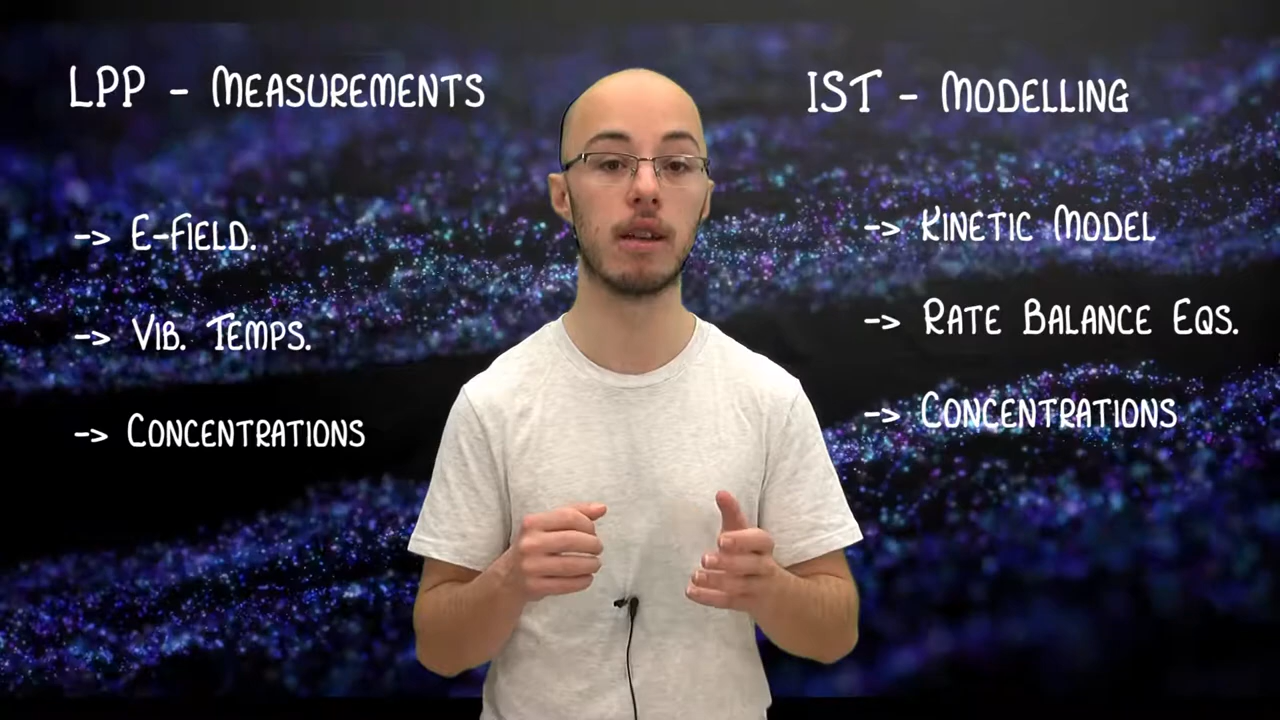 LPP - MEASUREMENTS
-> E-FIELD.
-> VIB. TEMPS.
-> CONCENTRATIONS
IST - MODELLING
-> KINETIC MODEL
-> RATE BALANCE EQS.
-> CONCENTRATIONS